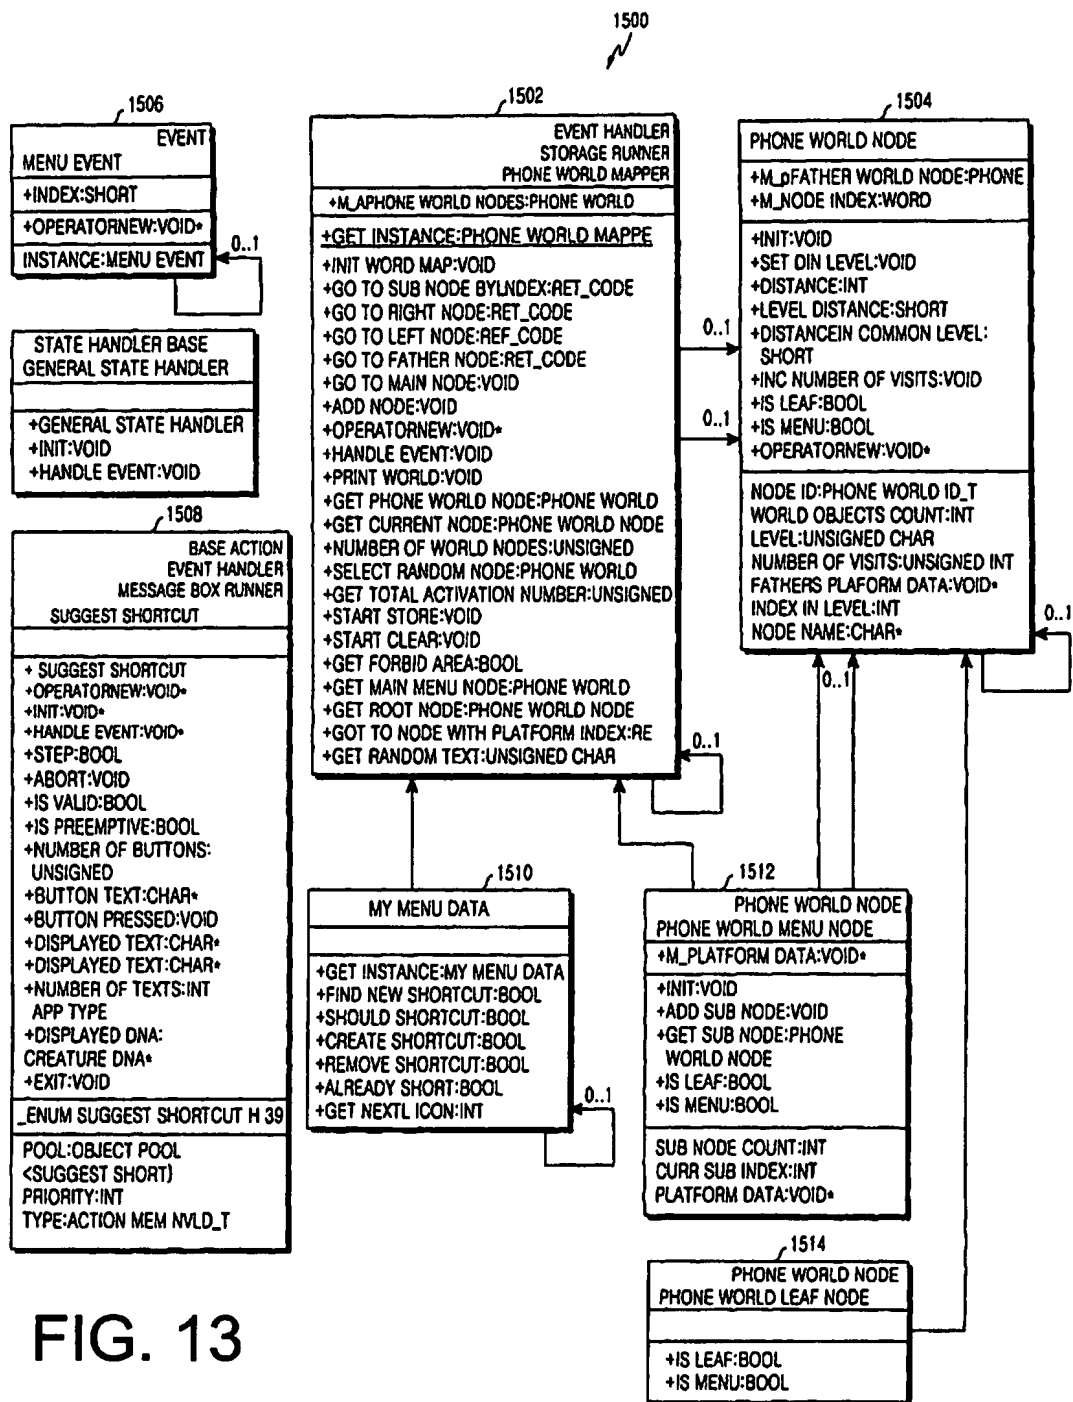 1500
1506
EVENT
MENU EVENT
+INDEX:SHORT
+OPERATORNEW:VOID*
INSTANCE:MENU EVENT
0..1
STATE HANDLER BASE
GENERAL STATE HANDLER
+GENERAL STATE HANDLER
+INIT:VOID
+HANDLE EVENT:VOID
1508
BASE ACTION
EVENT HANDLER
MESSAGE BOX RUNNER
SUGGEST SHORTCUT
+ SUGGEST SHORTCUT
+OPERATORNEW:VOID*
+INIT:VOID*
+HANDLE EVENT:VOID*
+STEP:BOOL
+ABORT:VOID
+IS VALID:BOOL
+IS PREEMPTIVE:BOOL
+NUMBER OF BUTTONS:
UNSIGNED
+BUTTON TEXT:CHAR*
+BUTTON PRESSED:VOID
+DISPLAYED TEXT:CHAR*
+DISPLAYED TEXT:CHAR*
+NUMBER OF TEXTS:INT
APP TYPE
+DISPLAYED DNA:
CREATURE DNA*
+EXIT:VOID
_ENUM SUGGEST SHORTCUT H 39
POOL:OBJECT POOL
<SUGGEST SHORT)
PRIORITY:INT
TYPE:ACTION MEM NVLD_T
1502
EVENT HANDLER
STORAGE RUNNER
PHONE WORLD MAPPER
+M_APHONE WORLD NODES:PHONE WORLD
+GET INSTANCE:PHONE WORLD MAPPE
+INIT WORD MAP:VOID
+GO TO SUB NODE BYLNDEX:RET_CODE
+GO TO RIGHT NODE:RET_CODE
+GO TO LEFT NODE:REF_CODE
+GO TO FATHER NODE:RET_CODE
+GO TO MAIN NODE:VOID
+ADD NODE:VOID
+OPERATORNEW:VOID*
+HANDLE EVENT:VOID
+PRINT WORLD:VOID
+GET PHONE WORLD NODE:PHONE WORLD
+GET CURRENT NODE:PHONE WORLD NODE
+NUMBER OF WORLD NODES:UNSIGNED
+SELECT RANDOM NODE:PHONE WORLD
+GET TOTAL ACTIVATION NUMBER:UNSIGNED
+START STORE:VOID
+START CLEAR:VOID
+GET FORBID AREA:BOOL
+GET MAIN MENU NODE:PHONE WORLD
+GET ROOT NODE:PHONE WORLD NODE
+GOT TO NODE WITH PLATFORM INDEX:RE
+GET RANDOM TEXT:UNSIGNED CHAR
0..1
0..1
0..1
1504
PHONE WORLD NODE
+M_pFATHER WORLD NODE:PHONE
+M_NODE INDEX:WORD
+INIT:VOID
+SET DIN LEVEL:VOID
+DISTANCE:INT
+LEVEL DISTANCE:SHORT
+DISTANCEIN COMMON LEVEL:
SHORT
+INC NUMBER OF VISITS:VOID
+IS LEAF:BOOL
+IS MENU:BOOL
+OPERATORNEW:VOID*
NODE ID:PHONE WORLD ID_T
WORLD OBJECTS COUNT:INT
LEVEL:UNSIGNED CHAR
NUMBER OF VISITS:UNSIGNED INT
FATHERS PLAFORM DATA:VOID*
INDEX IN LEVEL:INT
NODE NAME:CHAR*
0..1
0..1
1510
MY MENU DATA
+GET INSTANCE:MY MENU DATA
+FIND NEW SHORTCUT:BOOL
+SHOULD SHORTCUT:BOOL
+CREATE SHORTCUT:BOOL
+REMOVE SHORTCUT:BOOL
+ALREADY SHORT:BOOL
+GET NEXTL ICON:INT
0..1
1512
PHONE WORLD NODE
PHONE WORLD MENU NODE
+M_PLATFORM DATA:VOID*
+INIT:VOID
+ADD SUB NODE:VOID
+GET SUB NODE:PHONE
WORLD NODE
+IS LEAF:BOOL
+IS MENU:BOOL
SUB NODE COUNT:INT
CURR SUB INDEX:INT
PLATFORM DATA:VOID*
1514
PHONE WORLD NODE
PHONE WORLD LEAF NODE
+IS LEAF:BOOL
+IS MENU:BOOL
FIG. 13